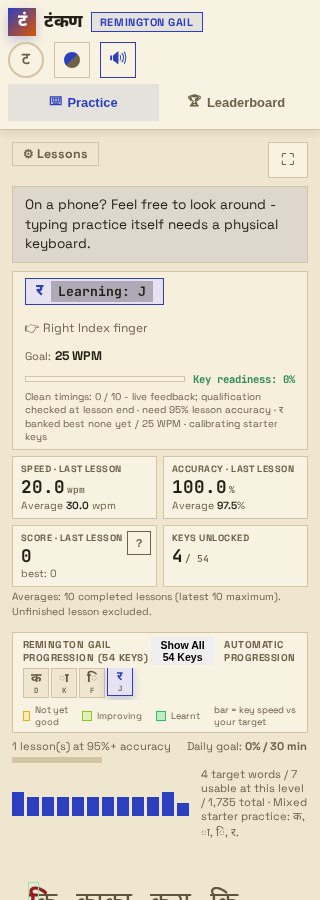 टं टंकण REMINGTON GAIL
ट
Practice Leaderboard
Lessons
On a phone? Feel free to look around -
typing practice itself needs a physical
keyboard.
र Learning: J
Right Index finger
Goal: 25 WPM
Key readiness: 0%
Clean timings: 0 / 10 - live feedback; qualification
checked at lesson end · need 95% lesson accuracy · र
banked best none yet / 25 WPM · calibrating starter
keys
SPEED · LAST LESSON
20.0 wpm
Average 30.0 wpm
ACCURACY · LAST LESSON
100.0%
Average 97.5%
SCORE · LAST LESSON ?
0
best: 0
KEYS UNLOCKED
4 / 54
Averages: 10 completed lessons (latest 10 maximum).
Unfinished lesson excluded.
REMINGTON GAIL
PROGRESSION (54 KEYS)
Show All
54 Keys
AUTOMATIC
PROGRESSION
क ा ि र
D K F J
Not yet
good
Improving
Learnt
bar = key speed vs
your target
1 lesson(s) at 95%+ accuracy Daily goal: 0% / 30 min
4 target words / 7
usable at this level
/ 1,735 total · Mixed
starter practice: क,
ा, ि, र.